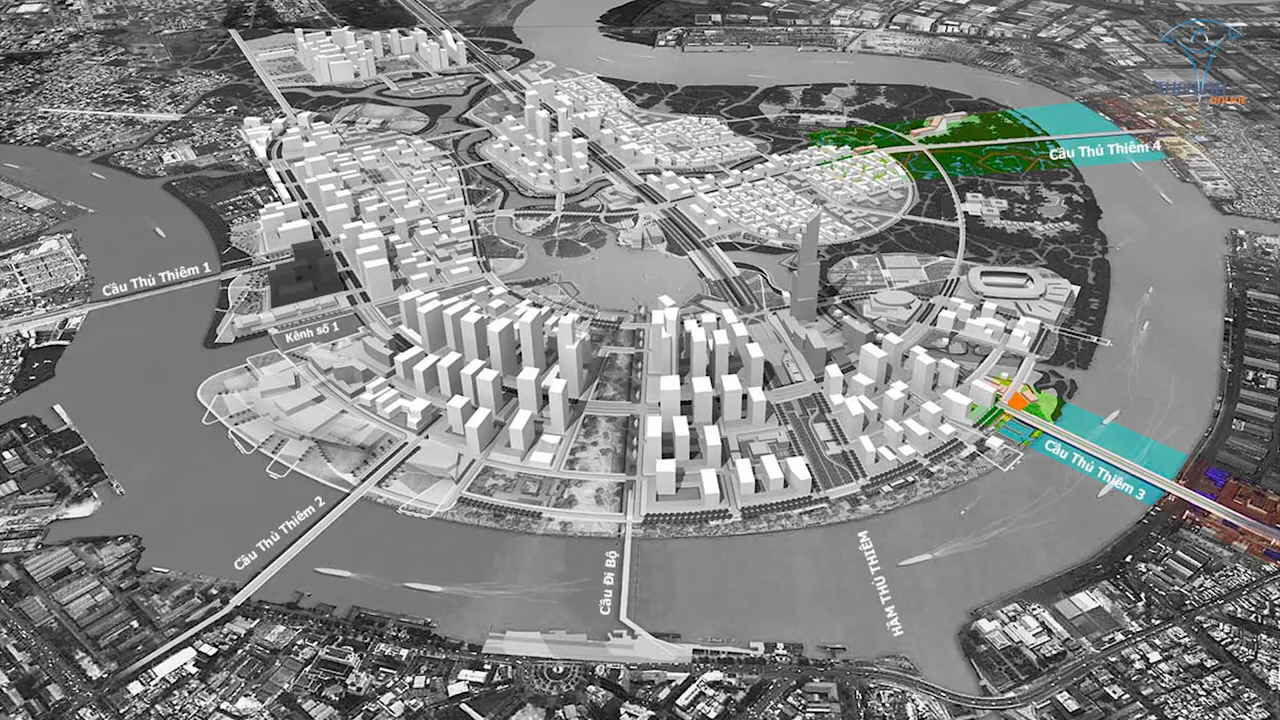 Cầu Thủ Thiêm 4
Cầu Thủ Thiêm 1
Kênh số 1
Cầu Thủ Thiêm 3
Cầu Thủ Thiêm 2
Cầu Đi Bộ
HẦM THỦ THIÊM